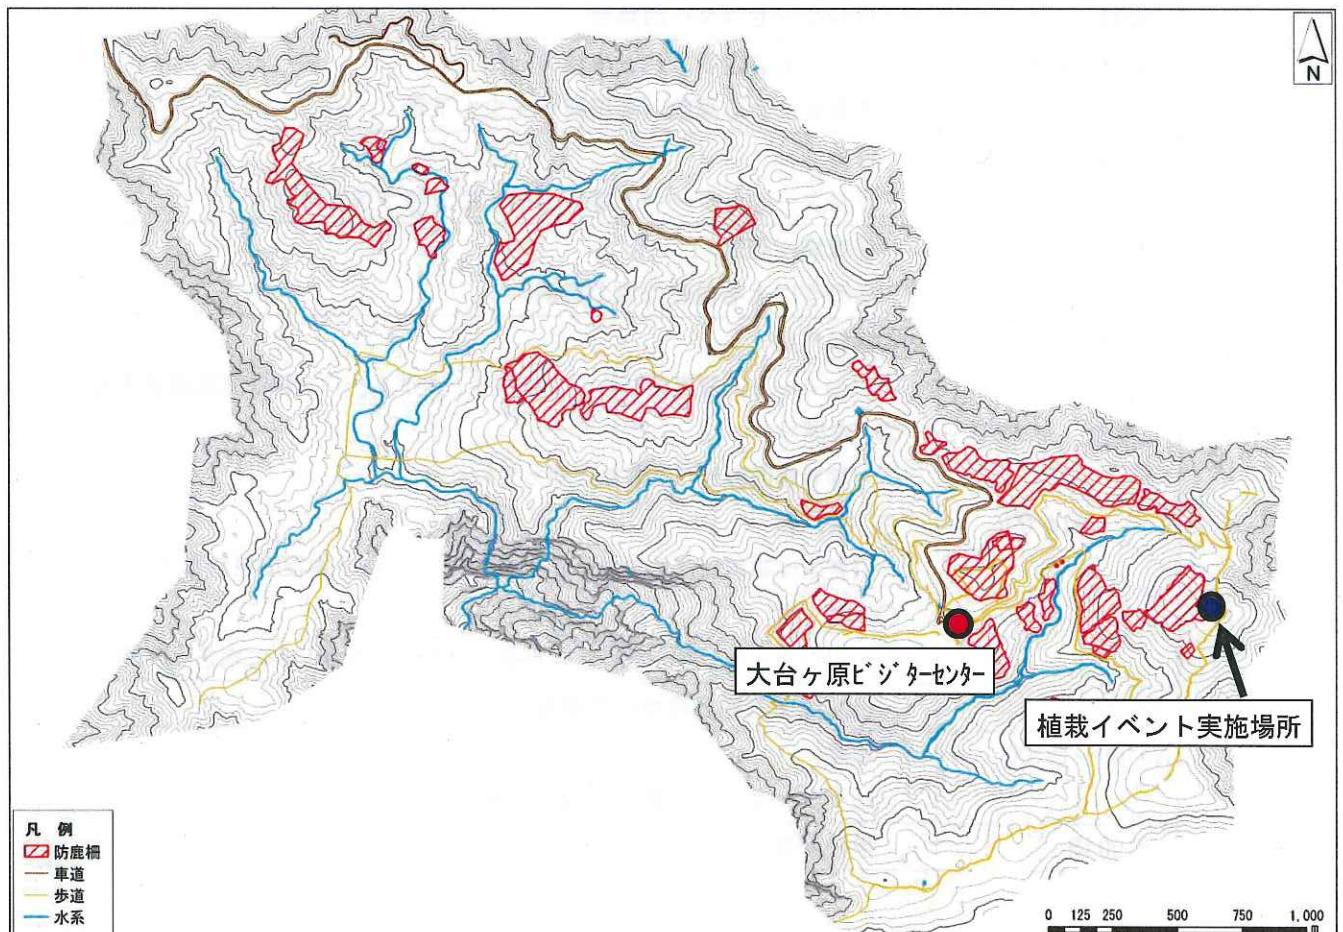 N
大台ヶ原ビジターセンター
植栽イベント実施場所
凡 例
防鹿柵
車道
歩道
水系
0 125 250 500 750 1,000
m